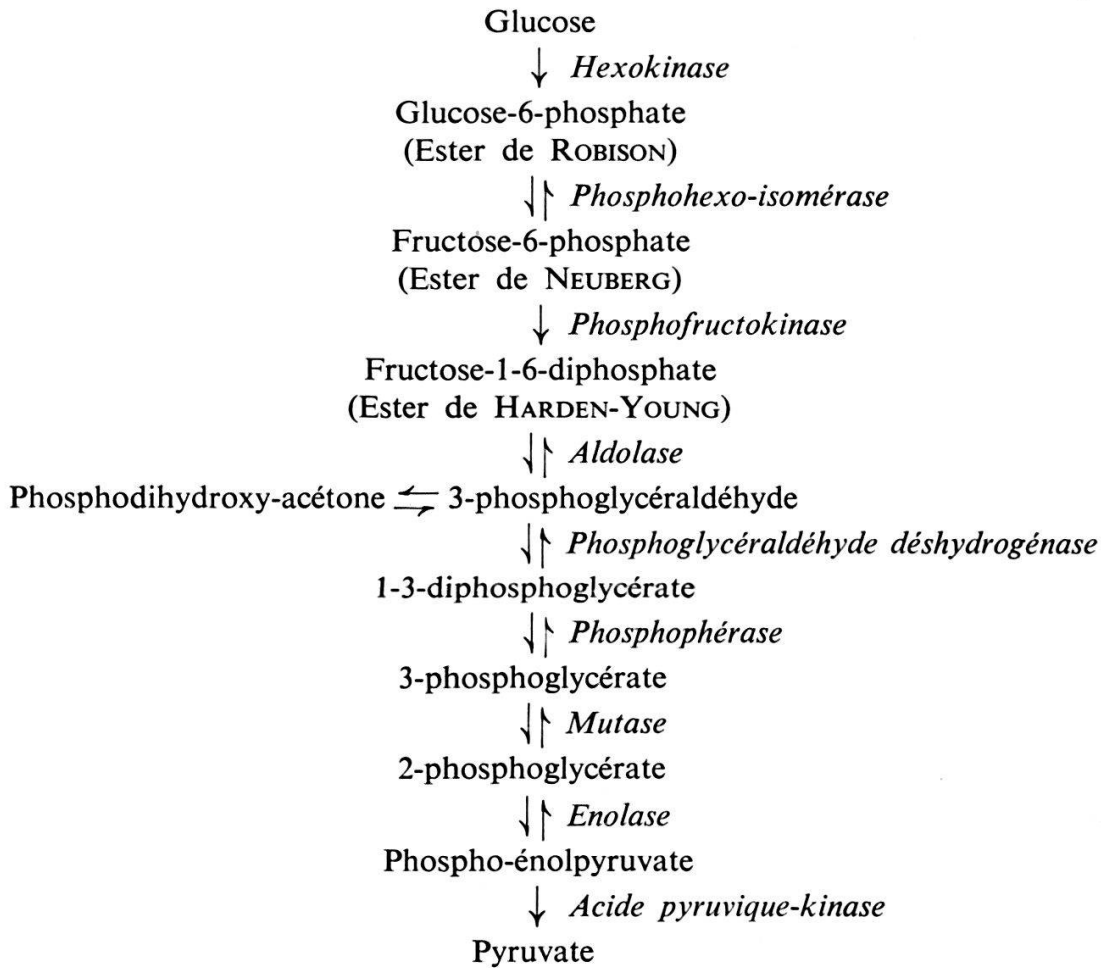 Glucose
↓ Hexokinase
Glucose-6-phosphate
(Ester de ROBISON)
⇃↾ Phosphohexo-isomérase
Fructose-6-phosphate
(Ester de NEUBERG)
↓ Phosphofructokinase
Fructose-1-6-diphosphate
(Ester de HARDEN-YOUNG)
⇃↾ Aldolase
Phosphodihydroxy-acétone ⇋ 3-phosphoglycéraldéhyde
⇃↾ Phosphoglycéraldéhyde déshydrogénase
1-3-diphosphoglycérate
⇃↾ Phosphophérase
3-phosphoglycérate
⇃↾ Mutase
2-phosphoglycérate
⇃↾ Enolase
Phospho-énolpyruvate
↓ Acide pyruvique-kinase
Pyruvate